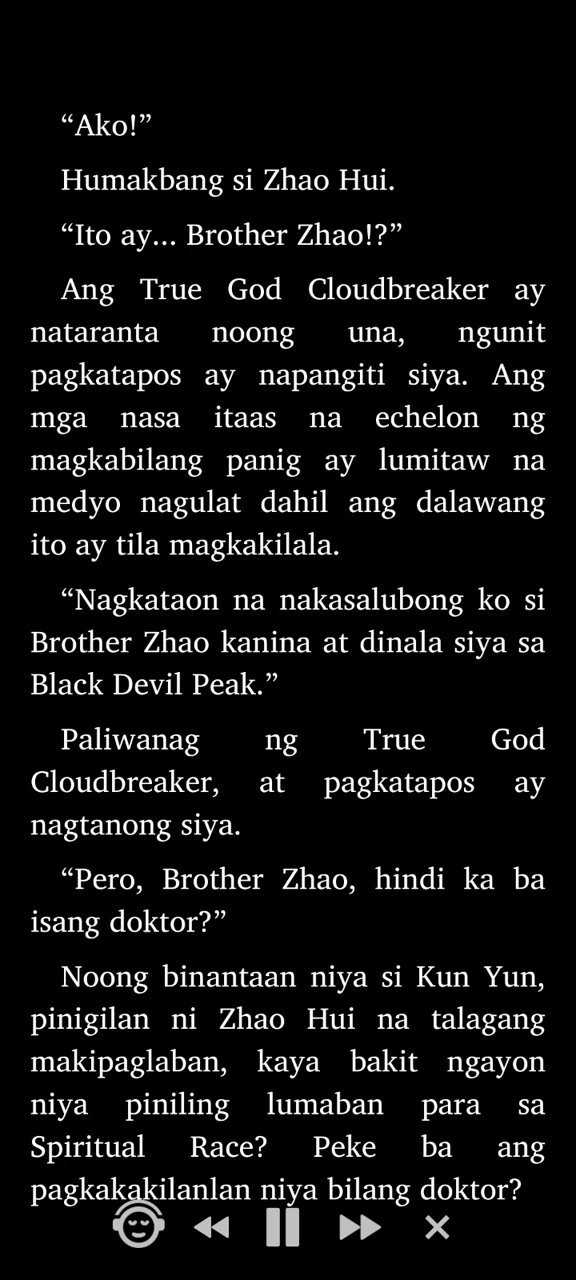 “Ako!”
Humakbang si Zhao Hui.
“Ito ay... Brother Zhao!?”
Ang True God Cloudbreaker ay
nataranta noong una, ngunit
pagkatapos ay napangiti siya. Ang
mga nasa itaas na echelon ng
magkabilang panig ay lumitaw na
medyo nagulat dahil ang dalawang
ito ay tila magkakilala.
“Nagkataon na nakasalubong ko si
Brother Zhao kanina at dinala siya sa
Black Devil Peak.”
Paliwanag ng True God
Cloudbreaker, at pagkatapos ay
nagtanong siya.
“Pero, Brother Zhao, hindi ka ba
isang doktor?”
Noong binantaan niya si Kun Yun,
pinigilan ni Zhao Hui na talagang
makipaglaban, kaya bakit ngayon
niya piniling lumaban para sa
Spiritual Race? Peke ba ang
pagkakakilanlan niya bilang doktor?